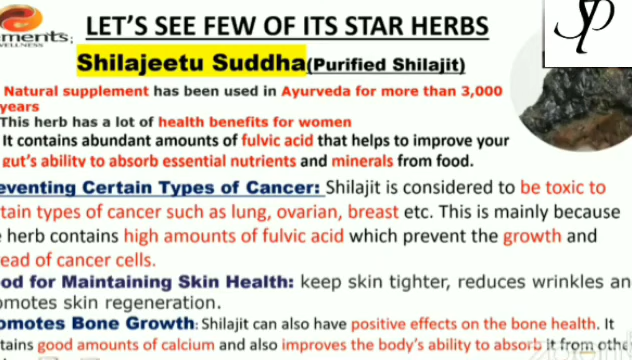 LET'S SEE FEW OF ITS STAR HERBS
ments;
WELLNESS
SP
Shilajeetu Suddha(Purified Shilajit)
Natural supplement has been used in Ayurveda for more than 3,000
years
This herb has a lot of health benefits for women
It contains abundant amounts of fulvic acid that helps to improve your
gut's ability to absorb essential nutrients and minerals from food.
eventing Certain Types of Cancer: Shilajit is considered to be toxic to
tain types of cancer such as lung, ovarian, breast etc. This is mainly because
e herb contains high amounts of fulvic acid which prevent the growth and
ead of cancer cells.
od for Maintaining Skin Health: keep skin tighter, reduces wrinkles an
omotes skin regeneration.
omotes Bone Growth: Shilajit can also have positive effects on the bone health. It
tains good amounts of calcium and also improves the body's ability to absorb it from othe